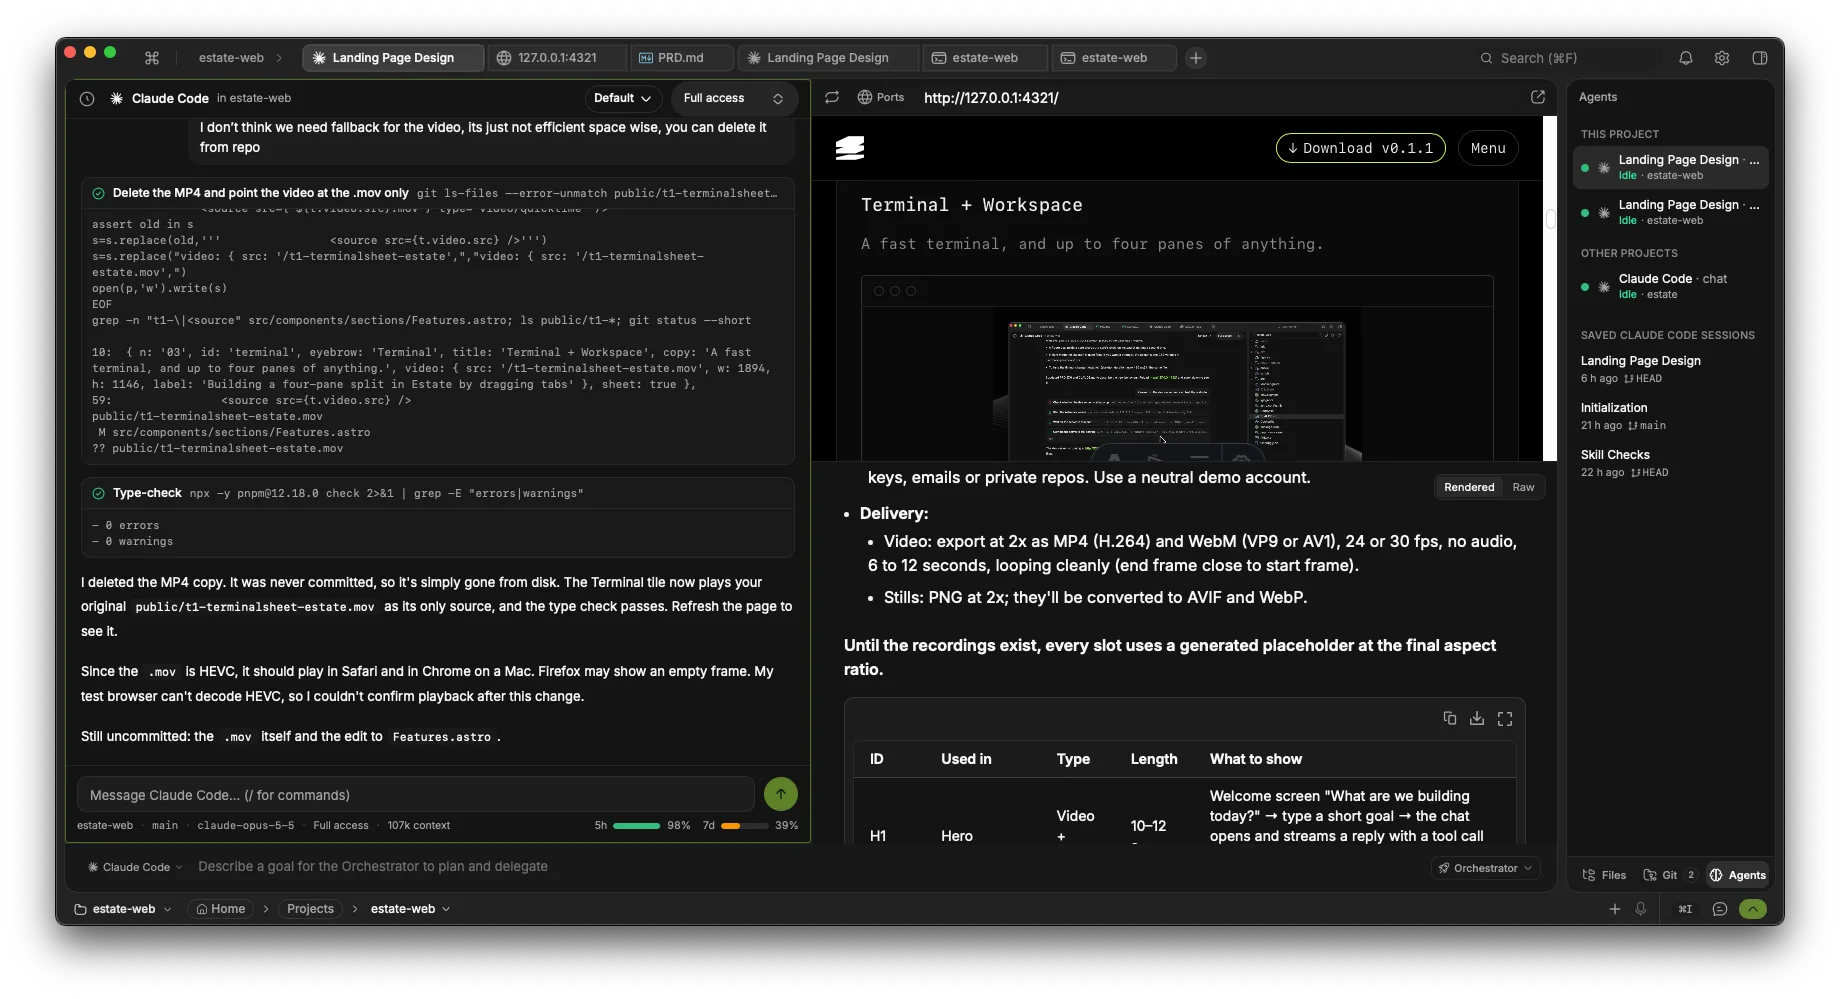 estate-web
Landing Page Design
127.0.0.1:4321
PRD.md
Landing Page Design
estate-web
estate-web
Search (⌘F)
Claude Code in estate-web
Default
Full access
I don't think we need fallback for the video, its just not efficient space wise, you can delete it
from repo
Delete the MP4 and point the video at the .mov only git ls-files --error-unmatch public/t1-terminalsheet…
<source src={`${t.video.src}.mov`} type="video/quicktime" />
assert old in s
s=s.replace(old,''' <source src={t.video.src} />''')
s=s.replace("video: { src: '/t1-terminalsheet-estate',","video: { src: '/t1-terminalsheet-
estate.mov',")
open(p,'w').write(s)
EOF
grep -n "t1-\|<source" src/components/sections/Features.astro; ls public/t1-*; git status --short
10: { n: '03', id: 'terminal', eyebrow: 'Terminal', title: 'Terminal + Workspace', copy: 'A fast
terminal, and up to four panes of anything.', video: { src: '/t1-terminalsheet-estate.mov', w: 1894,
h: 1146, label: 'Building a four-pane split in Estate by dragging tabs' }, sheet: true },
59: <source src={t.video.src} />
public/t1-terminalsheet-estate.mov
M src/components/sections/Features.astro
?? public/t1-terminalsheet-estate.mov
Type-check npx -y pnpm@12.18.0 check 2>&1 | grep -E "errors|warnings"
- 0 errors
- 0 warnings
I deleted the MP4 copy. It was never committed, so it's simply gone from disk. The Terminal tile now plays your
original public/t1-terminalsheet-estate.mov as its only source, and the type check passes. Refresh the page to
see it.
Since the .mov is HEVC, it should play in Safari and in Chrome on a Mac. Firefox may show an empty frame. My
test browser can't decode HEVC, so I couldn't confirm playback after this change.
Still uncommitted: the .mov itself and the edit to Features.astro.
Message Claude Code... (/ for commands)
estate-web · main · claude-opus-5-5 · Full access · 107k context
5h 98% 7d 39%
Claude Code
Describe a goal for the Orchestrator to plan and delegate
Orchestrator
estate-web
Home
Projects
estate-web
Ports
http://127.0.0.1:4321/
↓ Download v0.1.1
Menu
Terminal + Workspace
A fast terminal, and up to four panes of anything.
keys, emails or private repos. Use a neutral demo account.
Rendered
Raw
• Delivery:
• Video: export at 2x as MP4 (H.264) and WebM (VP9 or AV1), 24 or 30 fps, no audio,
6 to 12 seconds, looping cleanly (end frame close to start frame).
• Stills: PNG at 2x; they'll be converted to AVIF and WebP.
Until the recordings exist, every slot uses a generated placeholder at the final aspect
ratio.
ID Used in Type Length What to show
H1 Hero Video + 10–12 Welcome screen "What are we building
today?" → type a short goal → the chat
opens and streams a reply with a tool call
Agents
THIS PROJECT
Landing Page Design · ...
Idle · estate-web
Landing Page Design · ...
Idle · estate-web
OTHER PROJECTS
Claude Code · chat
Idle · estate
SAVED CLAUDE CODE SESSIONS
Landing Page Design
6 h ago HEAD
Initialization
21 h ago main
Skill Checks
22 h ago HEAD
Files
Git 2
Agents
⌘I